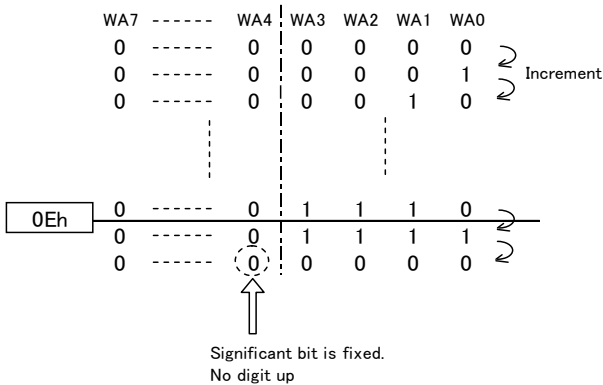 WA7 ------ WA4 WA3 WA2 WA1 WA0
0 ------ 0 0 0 0 0
0 ------ 0 0 0 0 1 Increment
0 ------ 0 0 0 1 0
0 ------ 0 1 1 1 0
0Eh
0 ------ 0 1 1 1 1
0 ------ 0 0 0 0 0
Significant bit is fixed.
No digit up